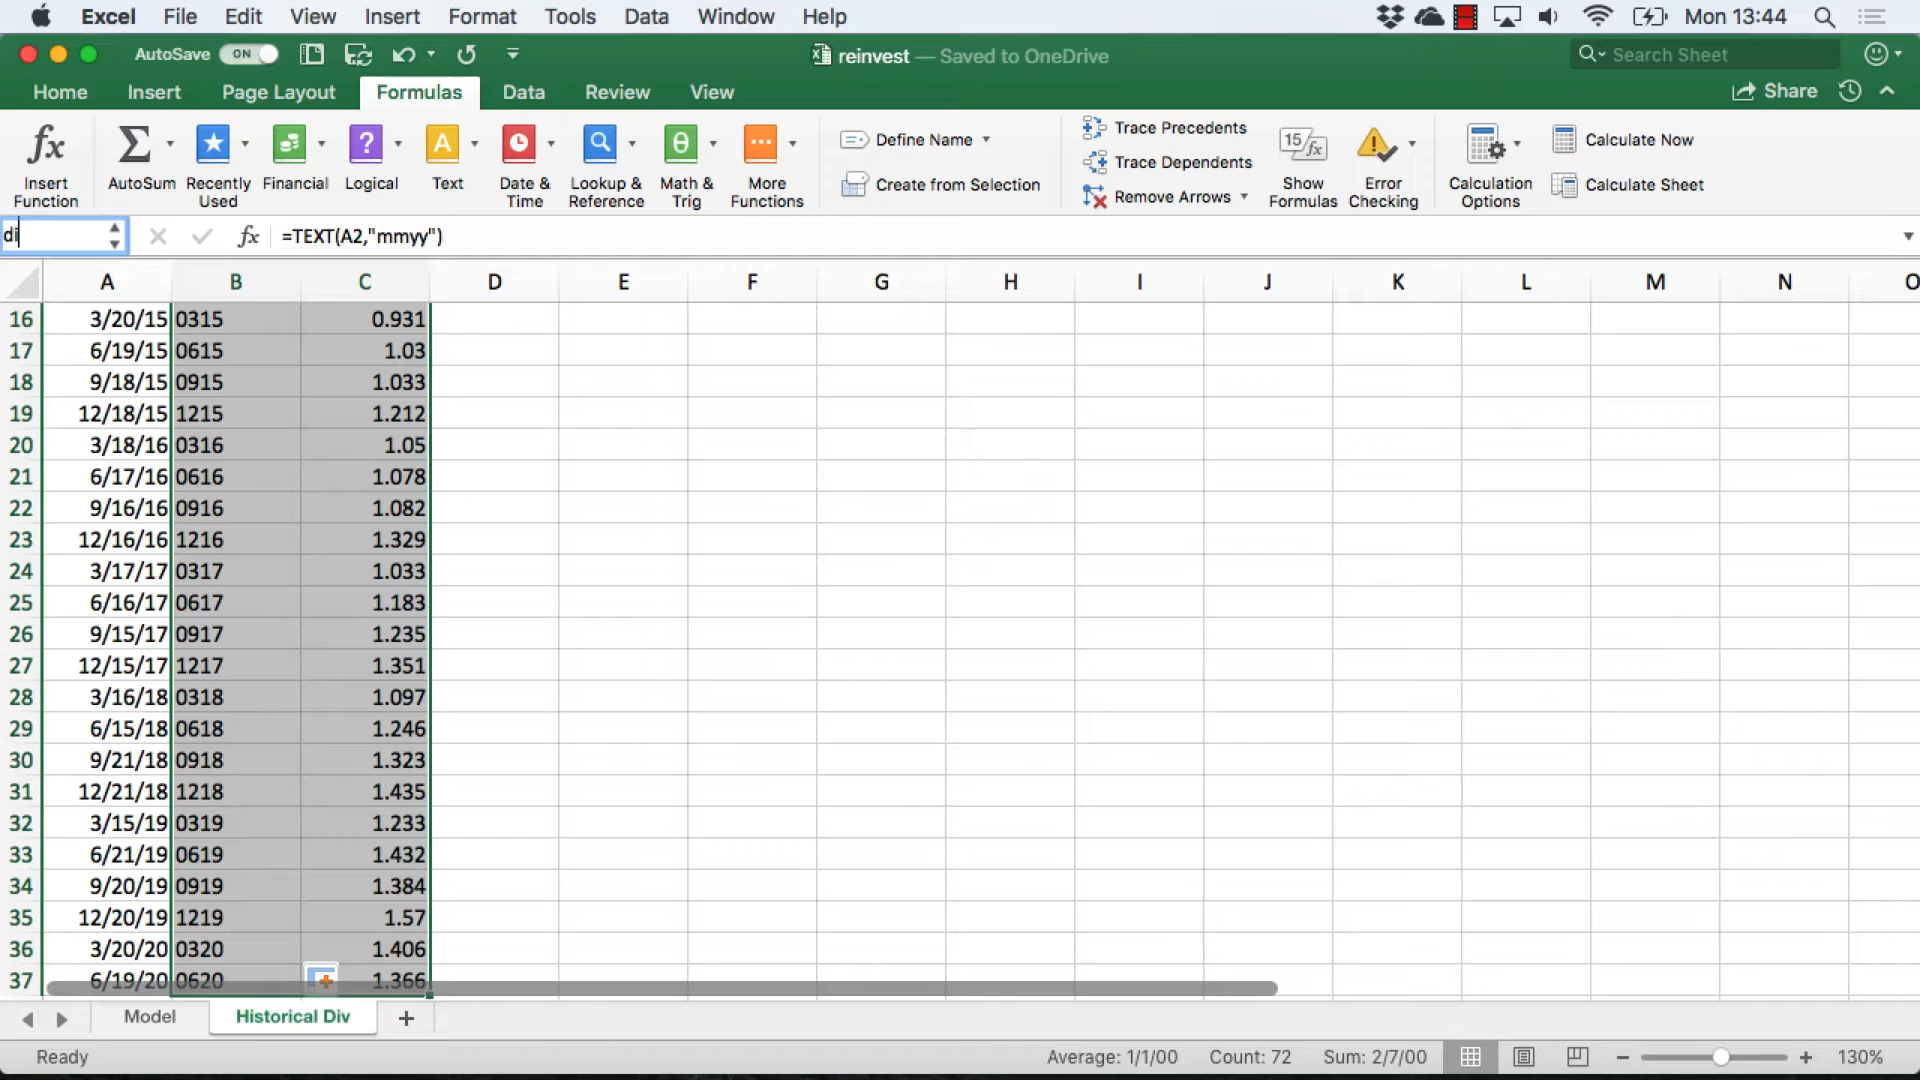 Excel File Edit View Insert Format Tools Data Window Help Mon 13:44
AutoSave ON reinvest — Saved to OneDrive Search Sheet
Home Insert Page Layout Formulas Data Review View Share
Insert Function AutoSum Recently Used Financial Logical Text Date & Time Lookup & Reference Math & Trig More Functions
Define Name
Create from Selection
Trace Precedents
Trace Dependents
Remove Arrows
Show Formulas Error Checking Calculation Options
Calculate Now
Calculate Sheet
di fx =TEXT(A2,"mmyy")
A B C D E F G H I J K L M N O
16 3/20/15 0315 0.931
17 6/19/15 0615 1.03
18 9/18/15 0915 1.033
19 12/18/15 1215 1.212
20 3/18/16 0316 1.05
21 6/17/16 0616 1.078
22 9/16/16 0916 1.082
23 12/16/16 1216 1.329
24 3/17/17 0317 1.033
25 6/16/17 0617 1.183
26 9/15/17 0917 1.235
27 12/15/17 1217 1.351
28 3/16/18 0318 1.097
29 6/15/18 0618 1.246
30 9/21/18 0918 1.323
31 12/21/18 1218 1.435
32 3/15/19 0319 1.233
33 6/21/19 0619 1.432
34 9/20/19 0919 1.384
35 12/20/19 1219 1.57
36 3/20/20 0320 1.406
37 6/19/20 0620 1.366
Model Historical Div
Ready Average: 1/1/00 Count: 72 Sum: 2/7/00 130%